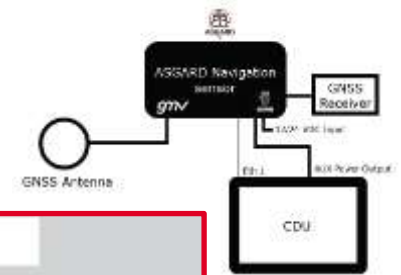 ASGARD
ASGARD Navigation
sensor
gmv
GNSS
Receiver
GNSS Antenna
Eth 1
AUX Power Output
CDU